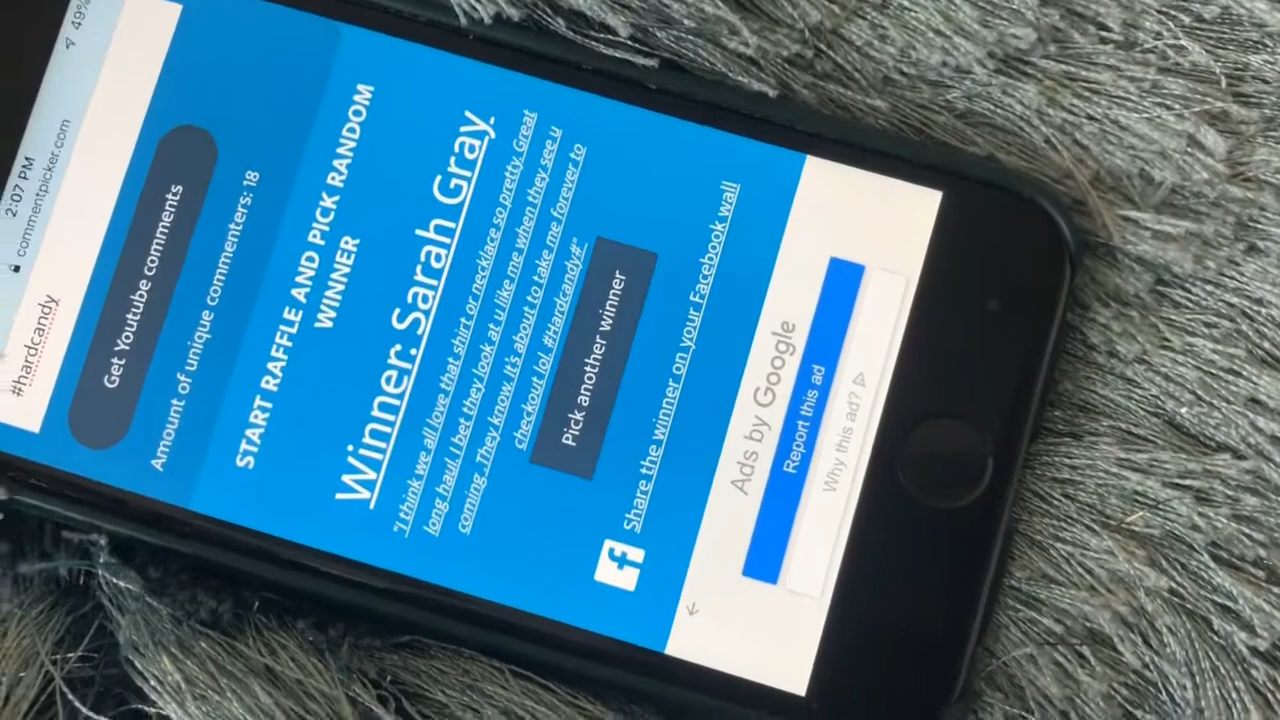 2:07 PM
49%
commentpicker.com
#hardcandy
Get Youtube comments
Amount of unique commenters: 18
START RAFFLE AND PICK RANDOM
WINNER
Winner: Sarah Gray
"I think we all love that shirt or necklace so pretty. Great
long haul. I bet they look at u like me when they see u
coming .They know. It's about to take me forever to
checkout lol. #Hardcandy#"
Pick another winner
f Share the winner on your Facebook wall
Ads by Google
Report this ad
Why this ad?